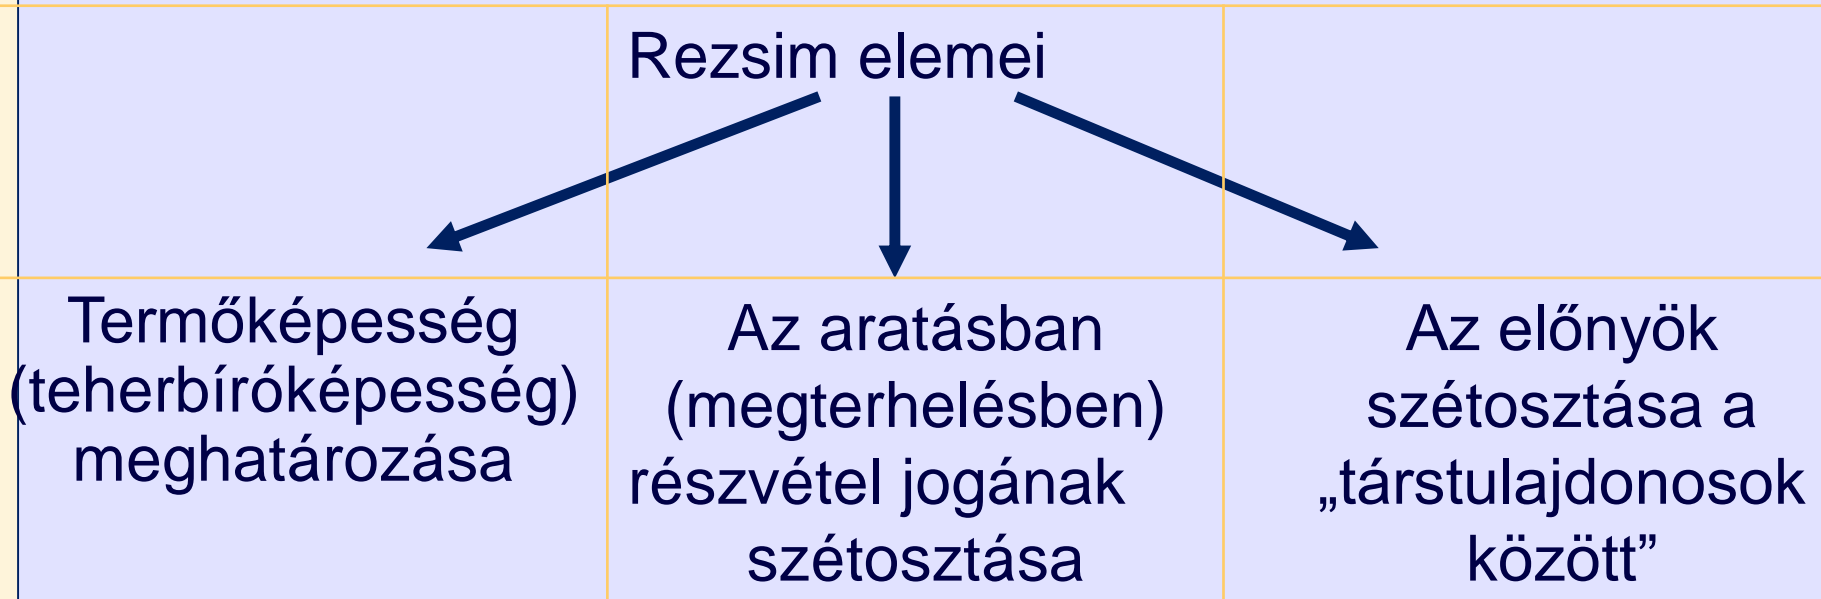 Rezsim elemei
Termőképesség
(teherbíróképesség)
meghatározása
Az aratásban
(megterhelésben)
részvétel jogának
szétosztása
Az előnyök
szétosztása a
„társtulajdonosok
között”